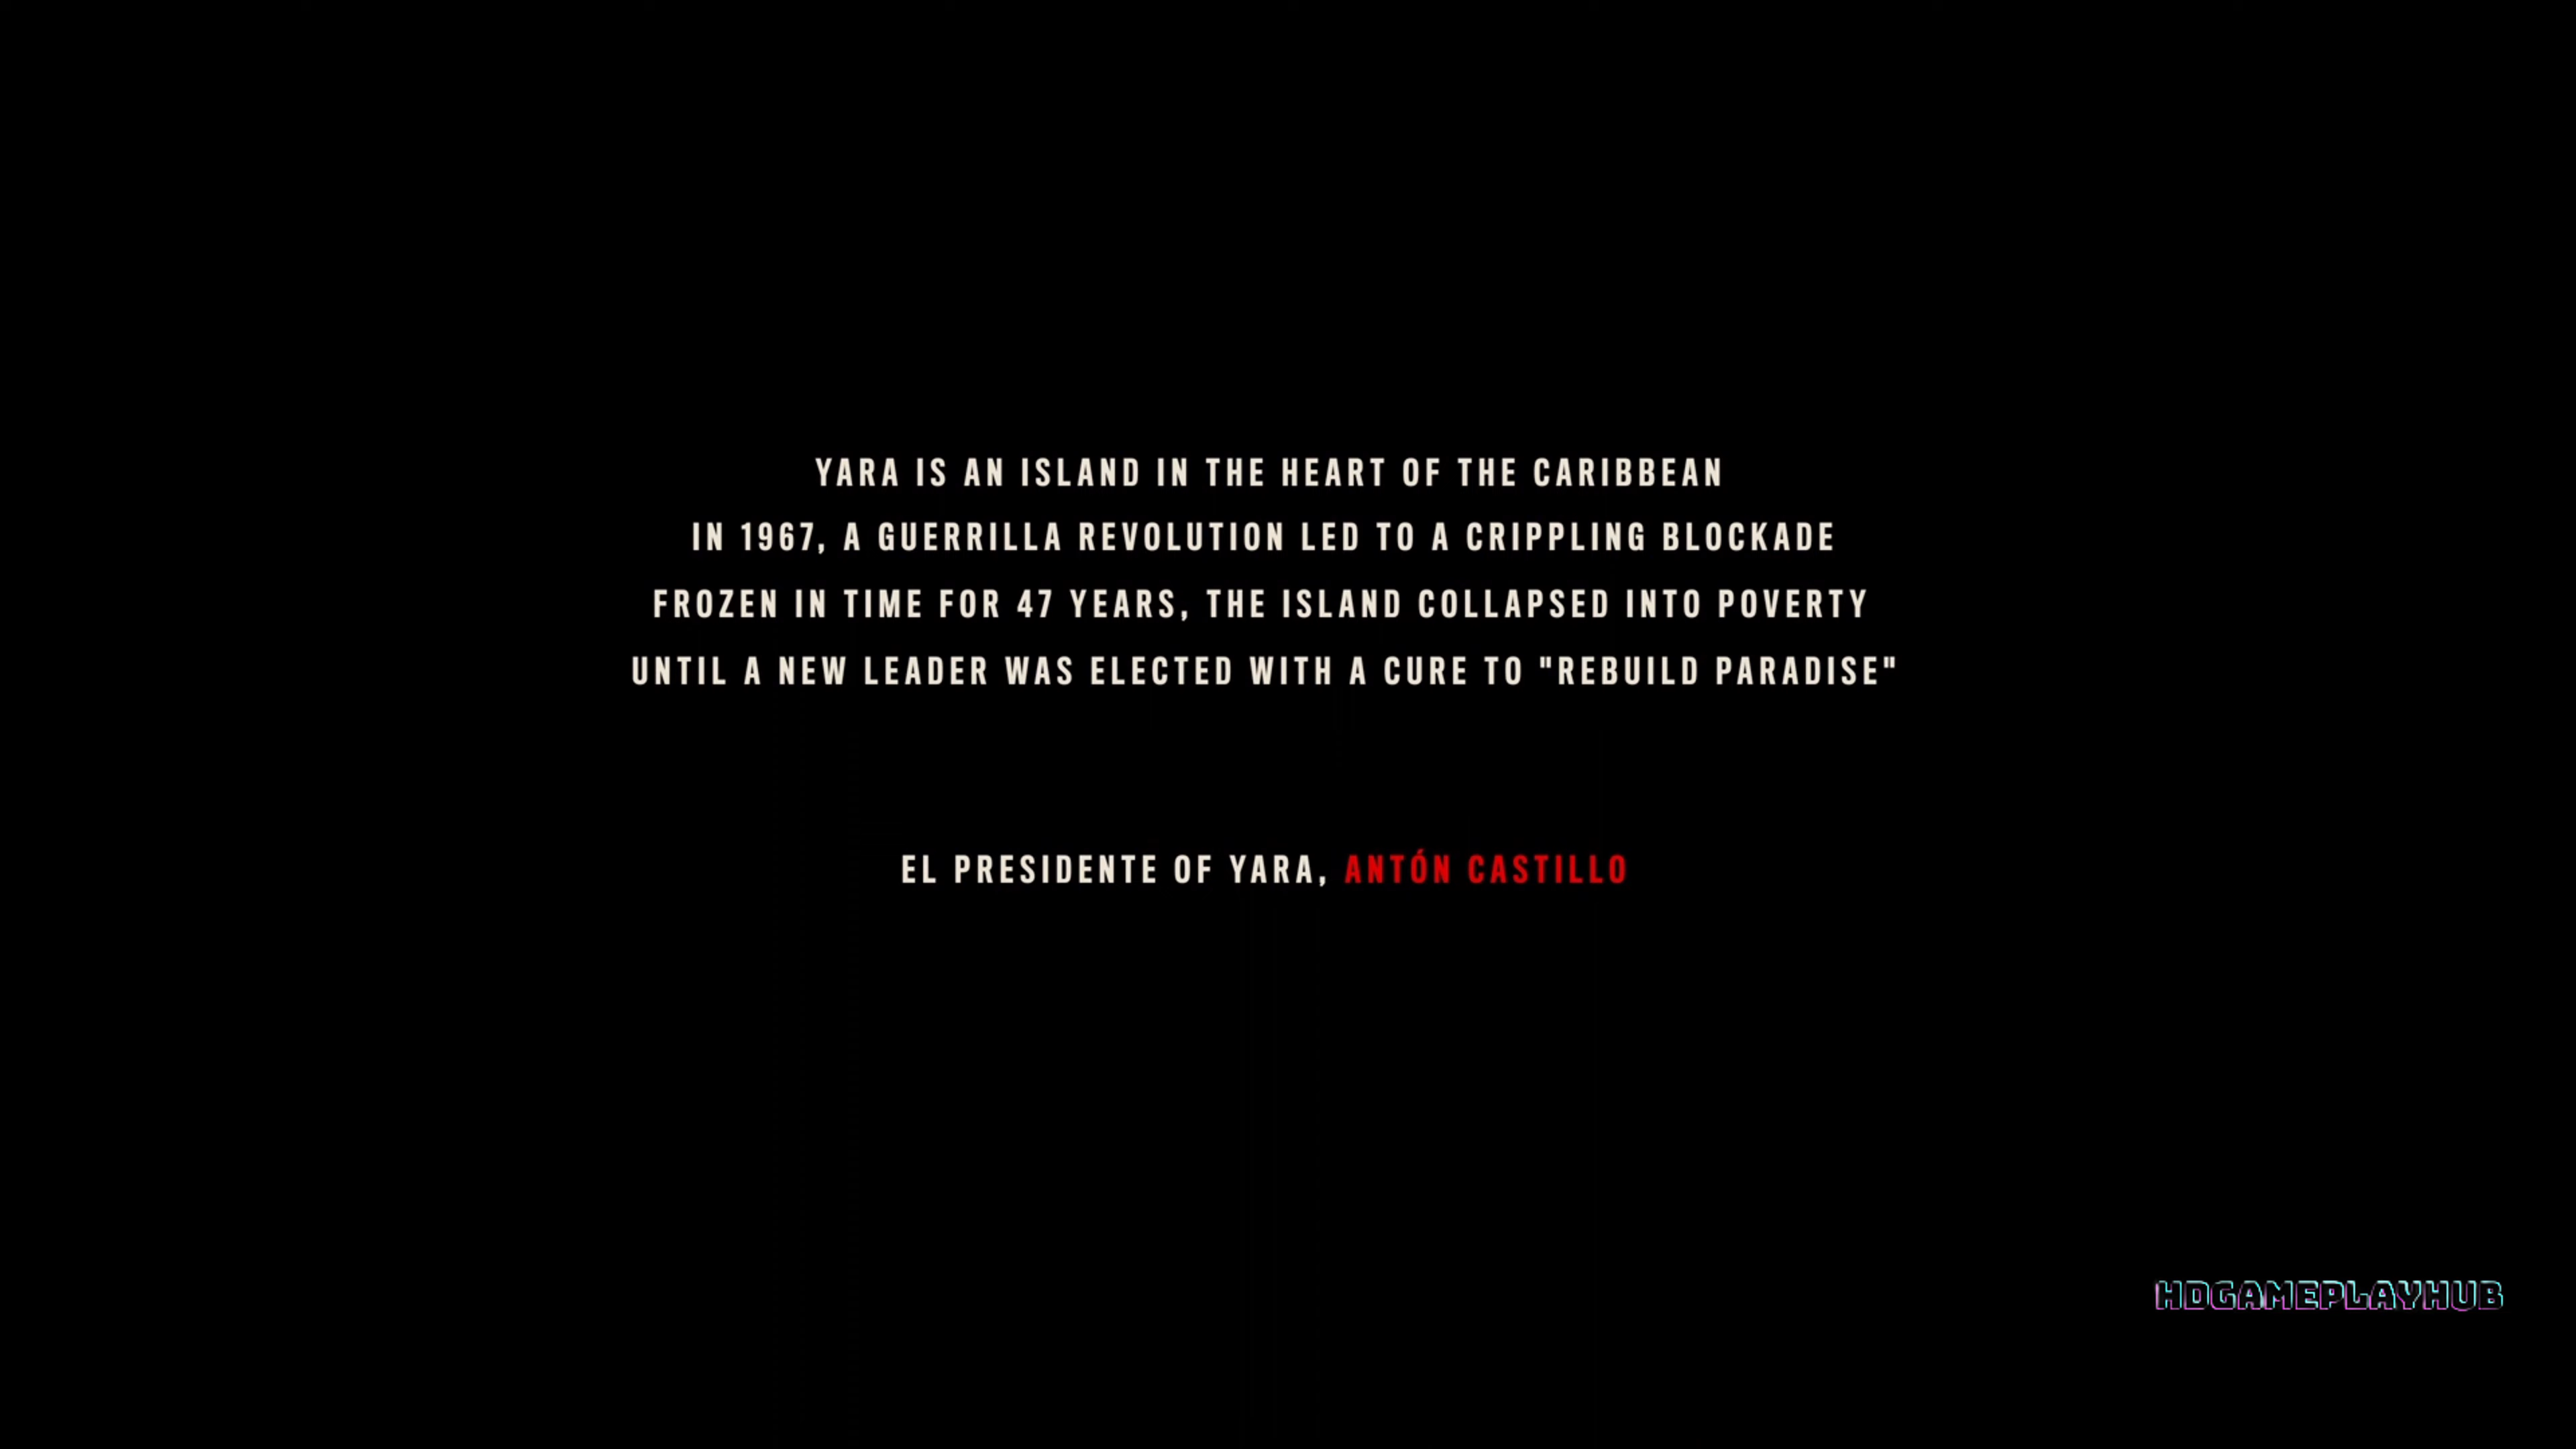 YARA IS AN ISLAND IN THE HEART OF THE CARIBBEAN
IN 1967, A GUERRILLA REVOLUTION LED TO A CRIPPLING BLOCKADE
FROZEN IN TIME FOR 47 YEARS, THE ISLAND COLLAPSED INTO POVERTY
UNTIL A NEW LEADER WAS ELECTED WITH A CURE TO "REBUILD PARADISE"
EL PRESIDENTE OF YARA, ANTÓN CASTILLO
HDGAMEPLAYHUB